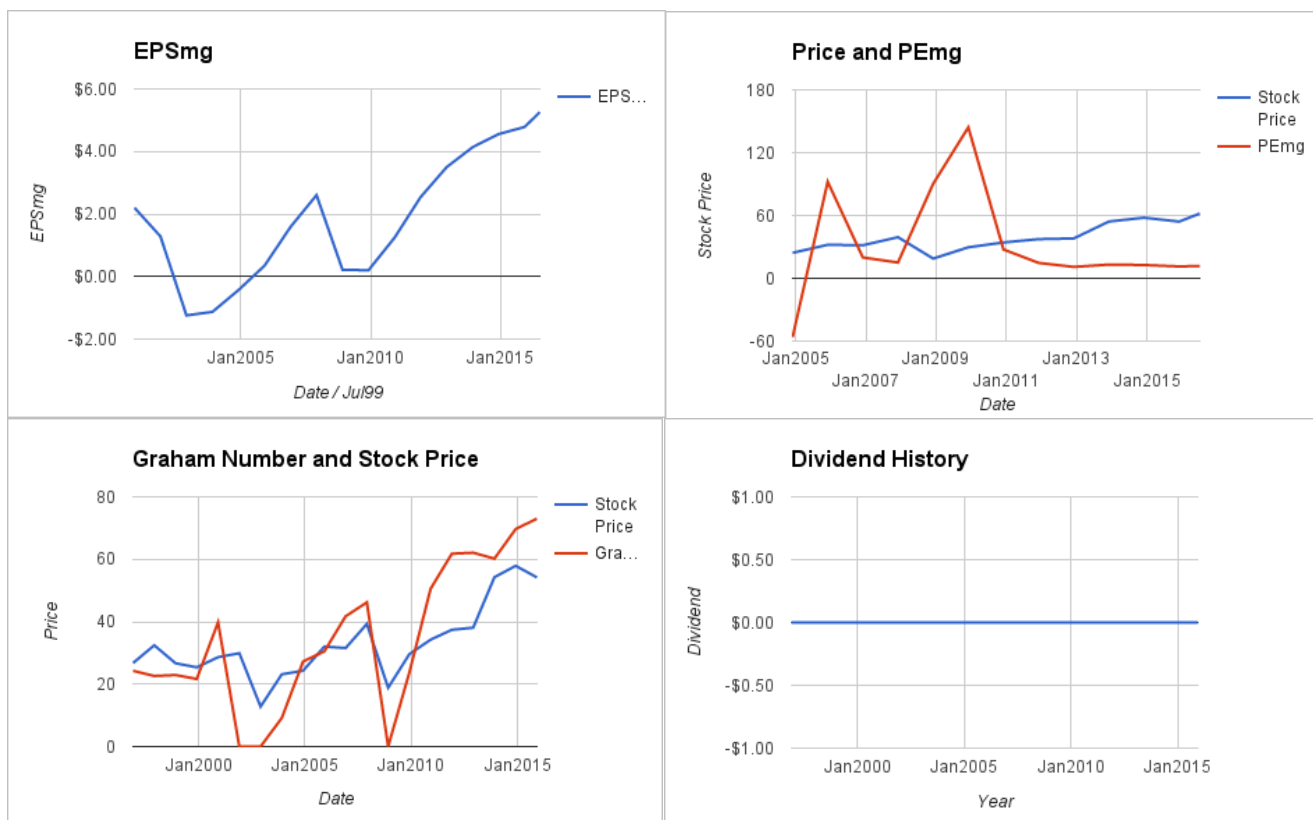 EPSmg
$6.00
$4.00
$2.00
$0.00
-$2.00
EPSmg
Jan2005
Jan2010
Jan2015
Date / Jul99
EPS...
Price and PEmg
180
120
60
0
-60
Stock Price
Jan2005
Jan2007
Jan2009
Jan2011
Jan2013
Jan2015
Date
Stock
Price
PEmg
Graham Number and Stock Price
80
60
40
20
0
Price
Jan2000
Jan2005
Jan2010
Jan2015
Date
Stock
Price
Gra...
Dividend History
$1.00
$0.50
$0.00
-$0.50
-$1.00
Dividend
Jan2000
Jan2005
Jan2010
Jan2015
Year